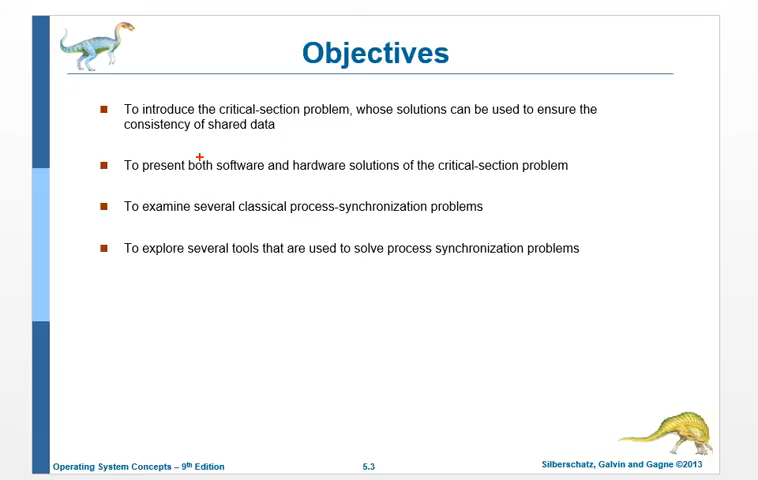 Objectives
To introduce the critical-section problem, whose solutions can be used to ensure the
consistency of shared data
To present both software and hardware solutions of the critical-section problem
To examine several classical process-synchronization problems
To explore several tools that are used to solve process synchronization problems
Operating System Concepts – 9th Edition
5.3
Silberschatz, Galvin and Gagne ©2013